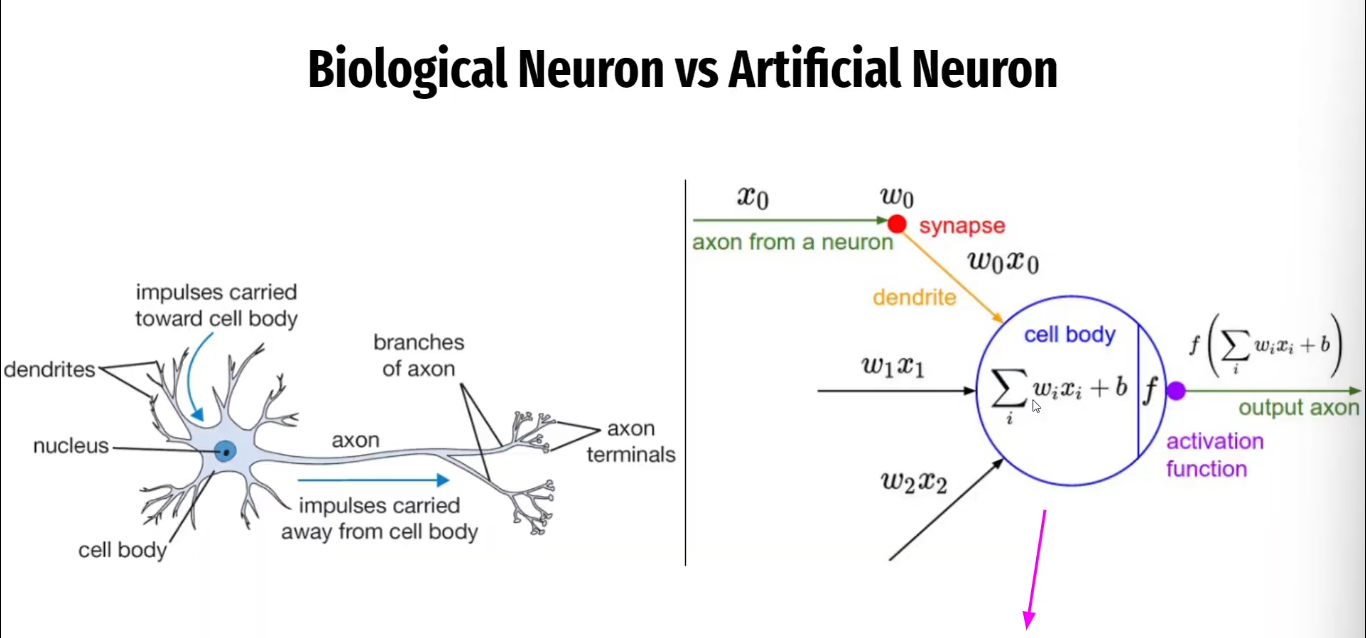 Biological Neuron vs Artificial Neuron
impulses carried
toward cell body
dendrites
nucleus
cell body
branches
of axon
axon
axon
terminals
impulses carried
away from cell body
x₀
w₀
axon from a neuron
synapse
w₀x₀
dendrite
cell body
w₁x₁
∑ᵢ wᵢxᵢ + b
f
f(∑ᵢ wᵢxᵢ + b)
output axon
activation
function
w₂x₂